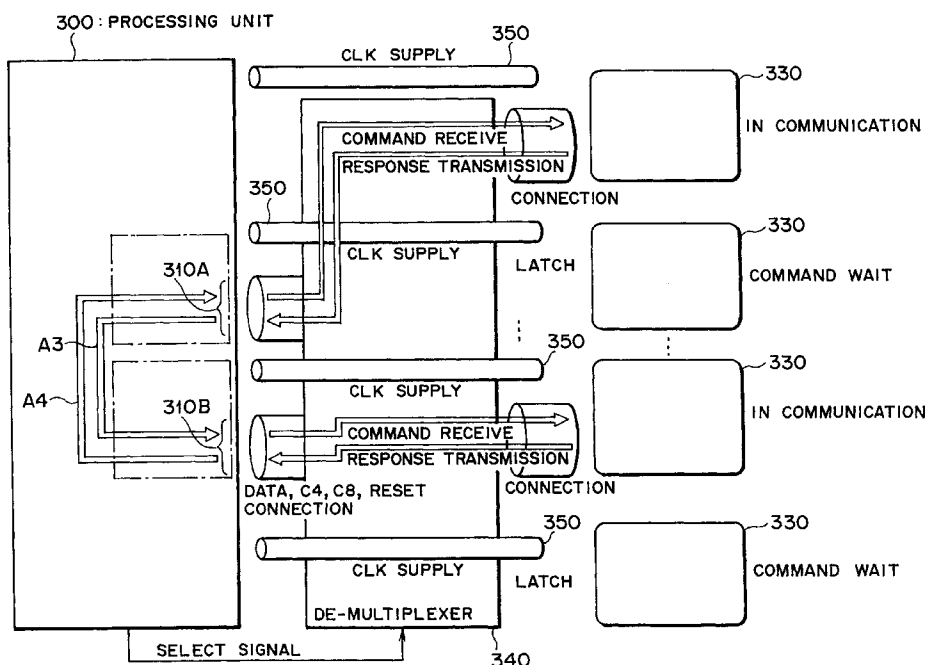 300 : PROCESSING UNIT
CLK SUPPLY
350
330
COMMAND RECEIVE
RESPONSE TRANSMISSION
IN COMMUNICATION
CONNECTION
350
CLK SUPPLY
LATCH
330
COMMAND WAIT
310A
A3
A4
310B
350
CLK SUPPLY
330
COMMAND RECEIVE
RESPONSE TRANSMISSION
IN COMMUNICATION
CONNECTION
DATA, C4, C8, RESET
CONNECTION
350
CLK SUPPLY
LATCH
330
COMMAND WAIT
DE-MULTIPLEXER
SELECT SIGNAL
340